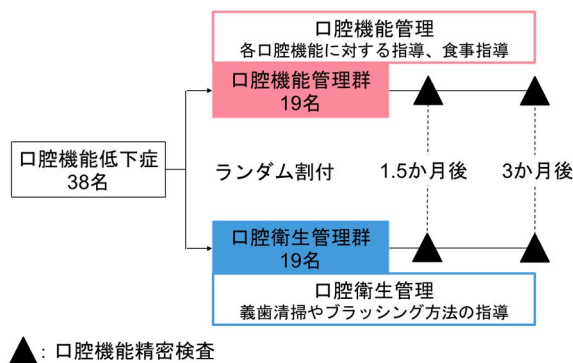 口腔機能管理
各口腔機能に対する指導、食事指導
口腔機能管理群
19名
口腔機能低下症
38名
ランダム割付
1.5か月後
3か月後
口腔衛生管理群
19名
口腔衛生管理
義歯清掃やブラッシング方法の指導
▲: 口腔機能精密検査